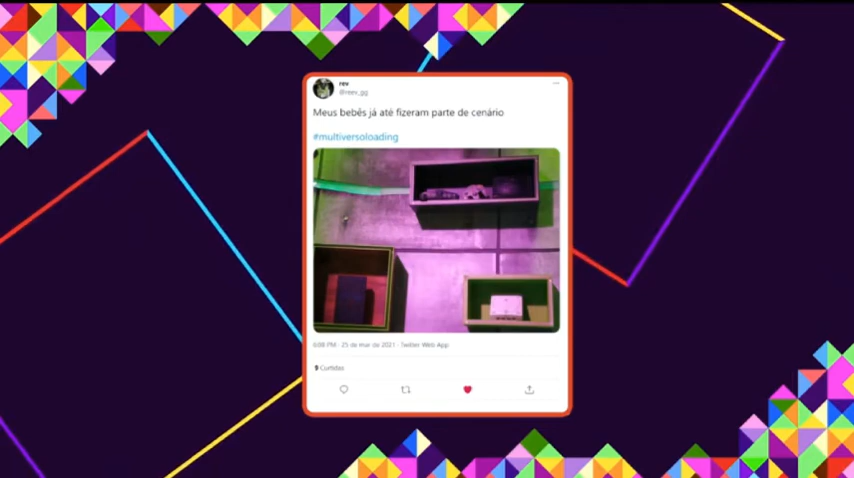 rev
@reev_gg
Meus bebês já até fizeram parte de cenário
#multiversoloading
6:08 PM · 25 de mar de 2021 · Twitter Web App
9 Curtidas